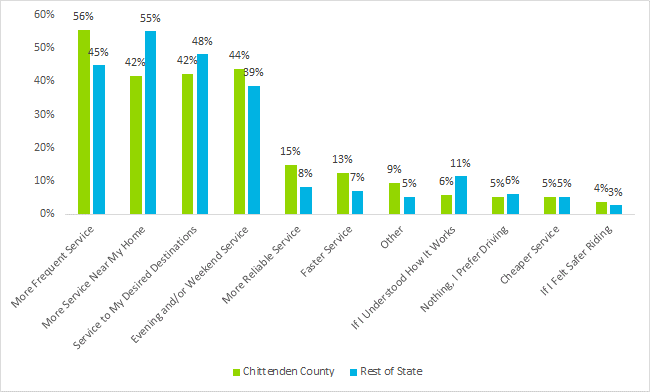 60%
50%
40%
30%
20%
10%
0%
56%
45%
42%
55%
42%
48%
44%
39%
15%
8%
13%
7%
9%
5%
6%
11%
5%
6%
5%
5%
4%
3%
More Frequent Service
More Service Near My Home
Service to My Desired Destinations
Evening and/or Weekend Service
More Reliable Service
Faster Service
Other
If I Understood How It Works
Nothing, I Prefer Driving
Cheaper Service
If I Felt Safer Riding
Chittenden County
Rest of State